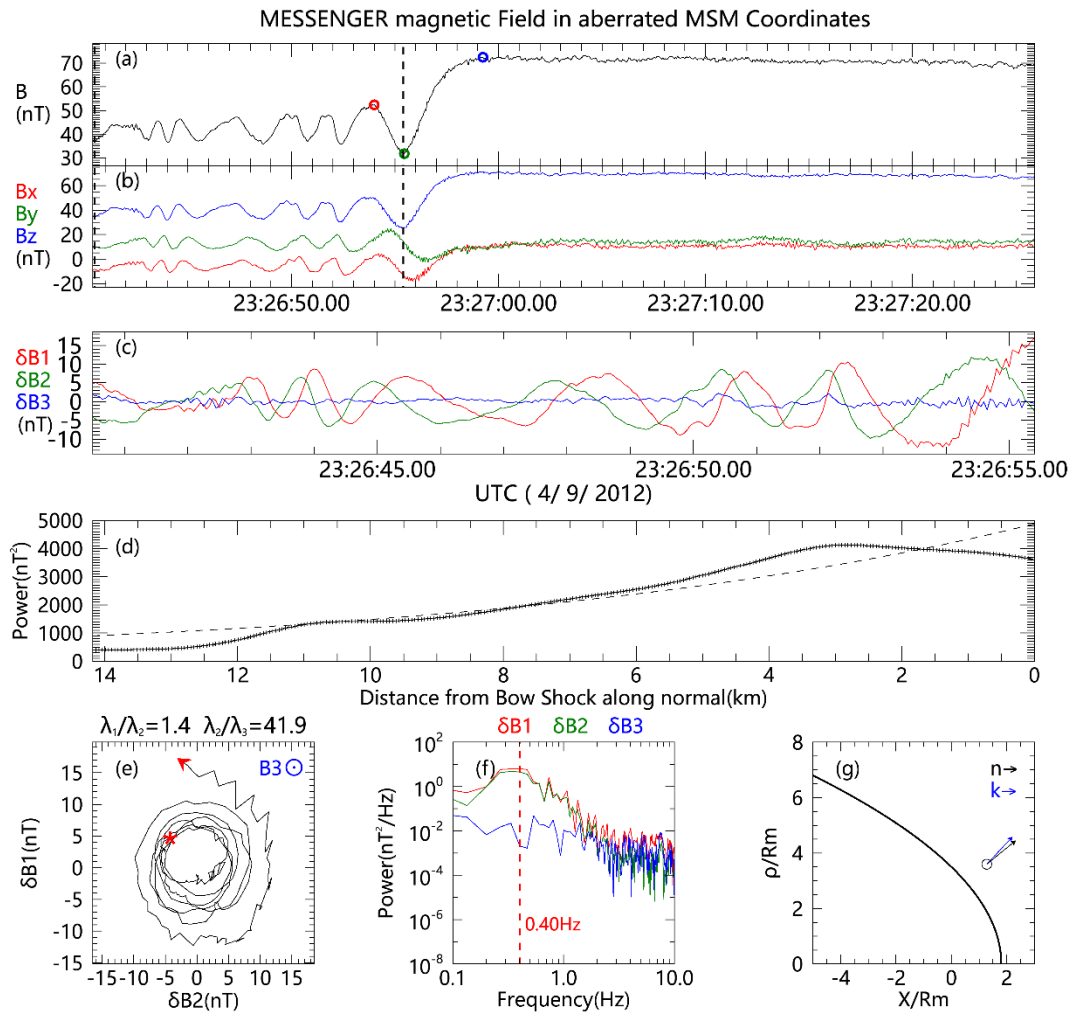 MESSENGER magnetic Field in aberrated MSM Coordinates
(a)
B
(nT)
70
60
50
40
30
(b)
Bx
By
Bz
(nT)
60
40
20
0
-20
23:26:50.00 23:27:00.00 23:27:10.00 23:27:20.00
(c)
δB1
δB2
δB3
(nT)
15
10
5
0
-5
-10
23:26:45.00 23:26:50.00 23:26:55.00
UTC ( 4/ 9/ 2012)
(d)
Power(nT²)
5000
4000
3000
2000
1000
0
14 12 10 8 6 4 2 0
Distance from Bow Shock along normal(km)
λ₁/λ₂=1.4 λ₂/λ₃=41.9
(e)
B3
δB1(nT)
15
10
5
0
-5
-10
-15
-15 -10 -5 0 5 10 15
δB2(nT)
δB1 δB2 δB3
(f)
Power(nT²/Hz)
10²
10⁰
10⁻²
10⁻⁴
10⁻⁶
10⁻⁸
0.40Hz
0.1 1.0 10.0
Frequency(Hz)
(g)
n→
k→
ρ/Rm
8
6
4
2
0
-4 -2 0 2
X/Rm